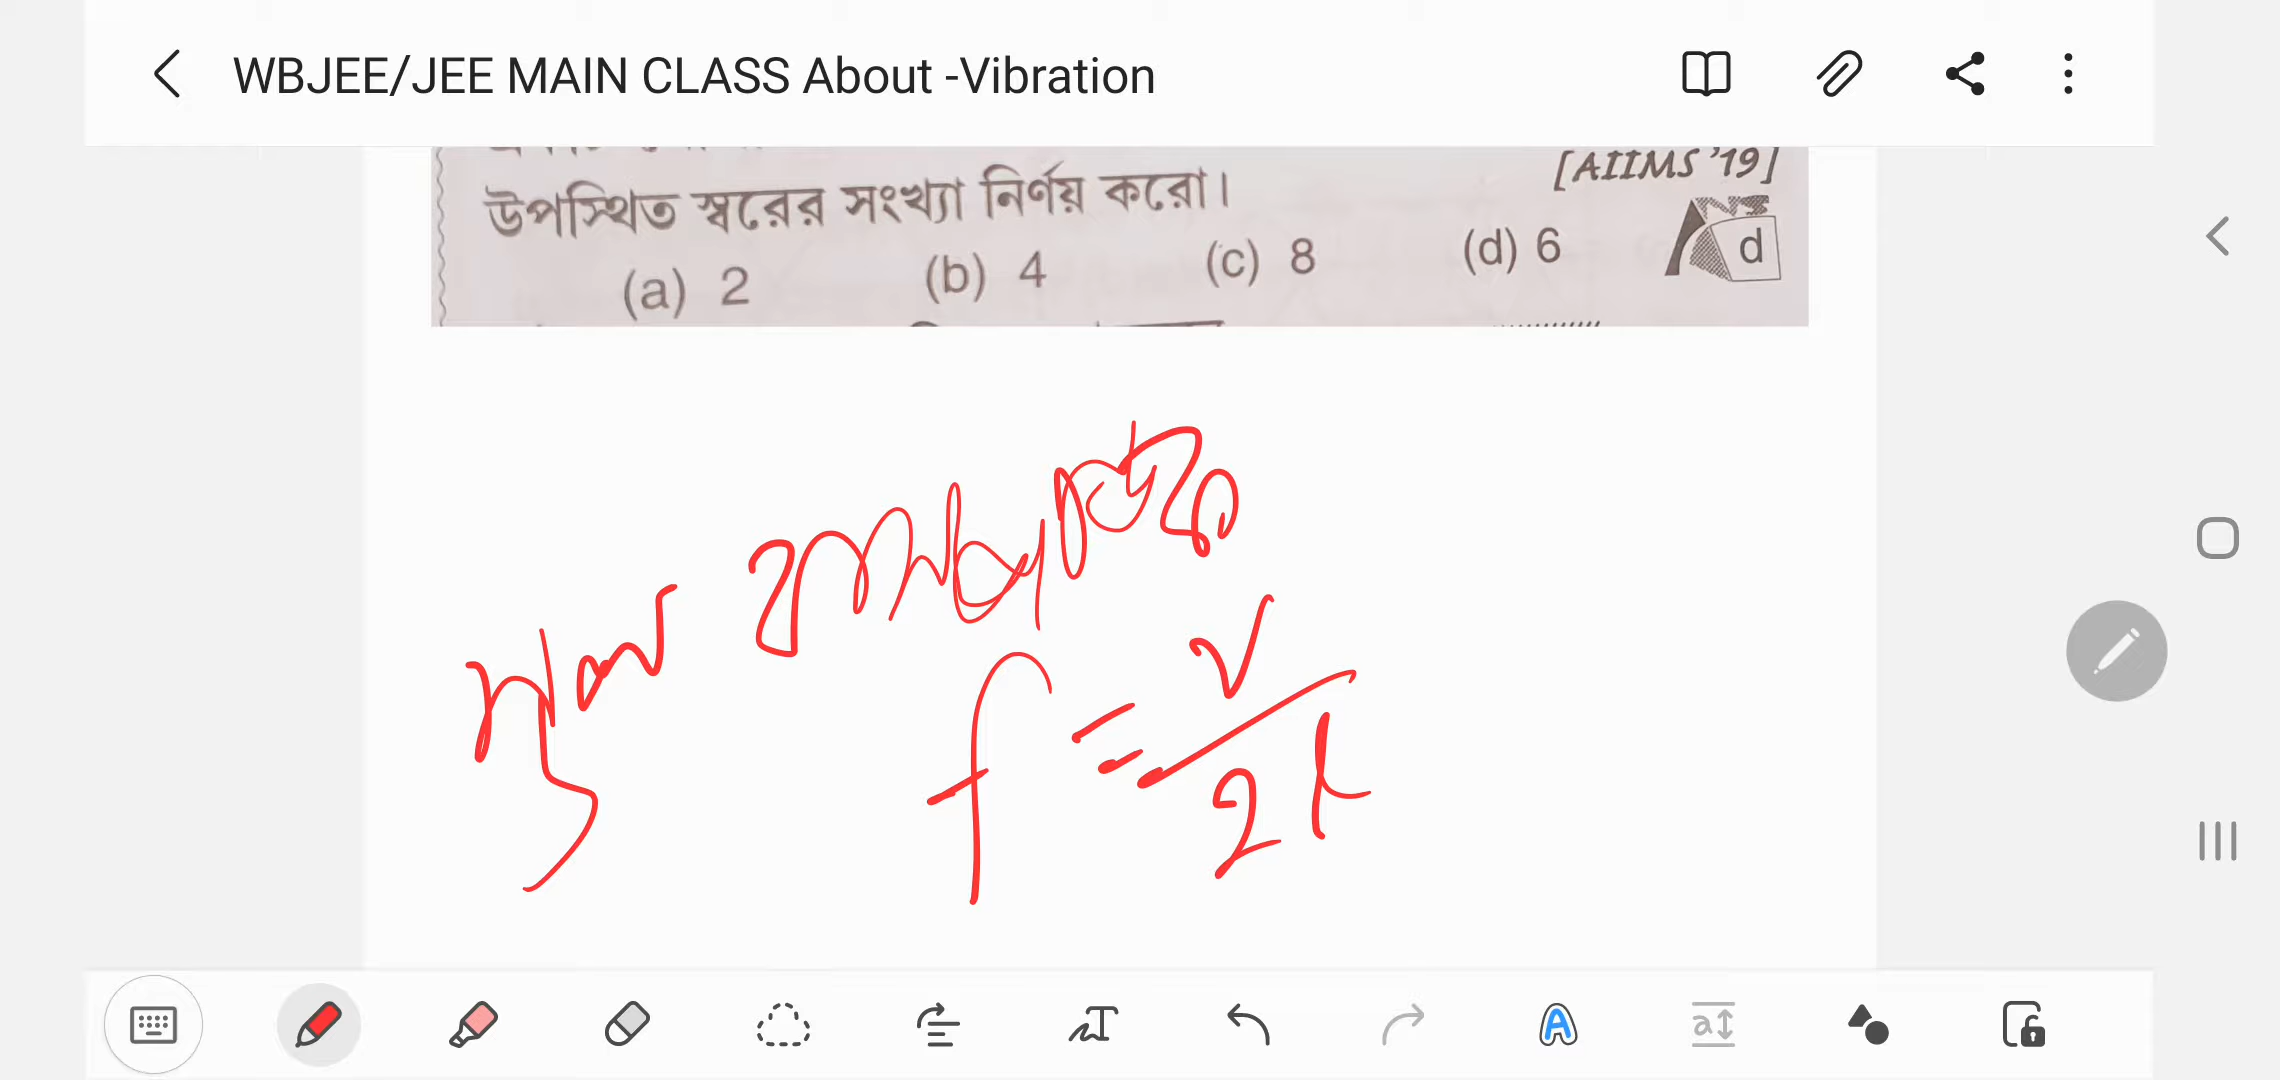 WBJEE/JEE MAIN CLASS About -Vibration
[AIIMS '19]
উপস্থিত স্বরের সংখ্যা নির্ণয় করো।
(a) 2 (b) 4 (c) 8 (d) 6 d
মূল
f = v/2l